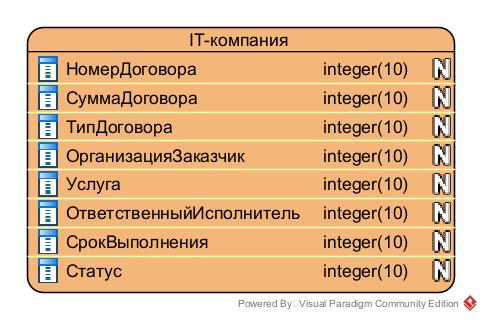 IT-компания
НомерДоговора integer(10) N
СуммаДоговора integer(10) N
ТипДоговора integer(10) N
ОрганизацияЗаказчик integer(10) N
Услуга integer(10) N
ОтветственныйИсполнитель integer(10) N
СрокВыполнения integer(10) N
Статус integer(10) N
Powered By Visual Paradigm Community Edition